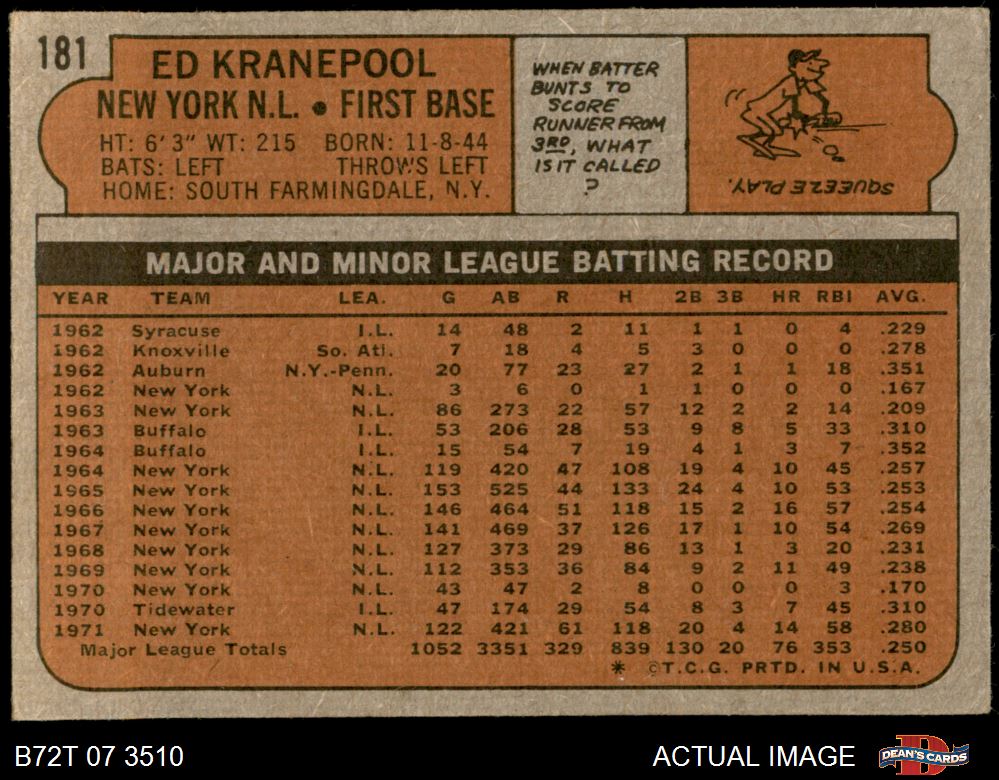 181
ED KRANEPOOL
NEW YORK N.L. • FIRST BASE
HT: 6'3" WT: 215 BORN: 11-8-44
BATS: LEFT THROWS LEFT
HOME: SOUTH FARMINGDALE, N.Y.
WHEN BATTER
BUNTS TO
SCORE
RUNNER FROM
3RD, WHAT
IS IT CALLED
?
SQUEEZE PLAY.
MAJOR AND MINOR LEAGUE BATTING RECORD
YEAR TEAM LEA. G AB R H 2B 3B HR RBI AVG.
1962 Syracuse I.L. 14 48 2 11 1 1 0 4 .229
1962 Knoxville So. Atl. 7 18 4 5 3 0 0 0 .278
1962 Auburn N.Y.-Penn. 20 77 23 27 2 1 1 18 .351
1962 New York N.L. 3 6 0 1 1 0 0 0 .167
1963 New York N.L. 86 273 22 57 12 2 2 14 .209
1963 Buffalo I.L. 53 206 28 53 9 8 5 33 .310
1964 Buffalo I.L. 15 54 7 19 4 1 3 7 .352
1964 New York N.L. 119 420 47 108 19 4 10 45 .257
1965 New York N.L. 153 525 44 133 24 4 10 53 .253
1966 New York N.L. 146 464 51 118 15 2 16 57 .254
1967 New York N.L. 141 469 37 126 17 1 10 54 .269
1968 New York N.L. 127 373 29 86 13 1 3 20 .231
1969 New York N.L. 112 353 36 84 9 2 11 49 .238
1970 New York N.L. 43 47 2 8 0 0 0 3 .170
1970 Tidewater I.L. 47 174 29 54 8 3 7 45 .310
1971 New York N.L. 122 421 61 118 20 4 14 58 .280
Major League Totals 1052 3351 329 839 130 20 76 353 .250
* ©T.C.G. PRTD. IN U.S.A.
B72T 07 3510 ACTUAL IMAGE DEAN'S CARDS